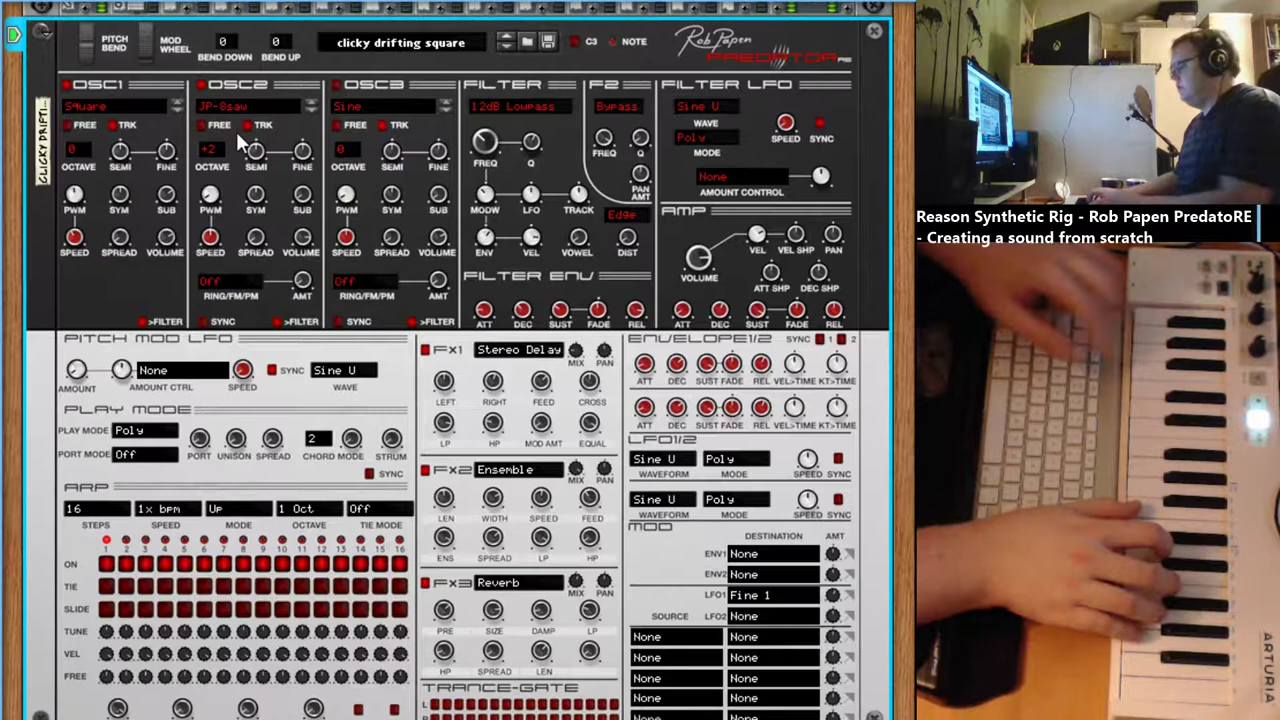 PITCH BEND
MOD WHEEL
0
0
BEND DOWN
BEND UP
clicky drifting square
C3
NOTE
Rob Papen
PREDATOR RE
CLICKY DRIFTI...
OSC1
OSC2
OSC3
FILTER
F2
FILTER LFO
Square
JP-8saw
Sine
12dB Lowpass
Bypass
Sine U
WAVE
FREE
TRK
FREE
TRK
FREE
TRK
Poly
MODE
SPEED
SYNC
0
+2
0
OCTAVE
SEMI
FINE
OCTAVE
SEMI
FINE
OCTAVE
SEMI
FINE
FREQ
Q
FREQ
Q
None
AMOUNT CONTROL
PWM
SYM
SUB
PWM
SYM
SUB
PWM
SYM
SUB
MODW
LFO
TRACK
PAN AMT
Edge
AMP
SPEED
SPREAD
VOLUME
SPEED
SPREAD
VOLUME
SPEED
SPREAD
VOLUME
ENV
VEL
VOWEL
DIST
VEL
VEL SHP
PAN
VOLUME
ATT SHP
DEC SHP
Off
RING/FM/PM
AMT
Off
RING/FM/PM
AMT
FILTER ENV
>FILTER
SYNC
>FILTER
SYNC
>FILTER
ATT
DEC
SUST
FADE
REL
ATT
DEC
SUST
FADE
REL
PITCH MOD LFO
None
Sine U
AMOUNT
AMOUNT CTRL
SPEED
SYNC
WAVE
PLAY MODE
PLAY MODE
Poly
PORT MODE
Off
PORT
UNISON
SPREAD
2
CHORD MODE
STRUM
SYNC
ARP
16
1x bpm
Up
1 Oct
Off
STEPS
SPEED
MODE
OCTAVE
TIE MODE
1 2 3 4 5 6 7 8 9 10 11 12 13 14 15 16
ON
TIE
SLIDE
TUNE
VEL
FREE
FX1
Stereo Delay
MIX
PAN
LEFT
RIGHT
FEED
CROSS
LP
HP
MOD AMT
EQUAL
FX2
Ensemble
MIX
PAN
LEN
WIDTH
SPEED
FEED
ENS
SPREAD
LP
HP
FX3
Reverb
MIX
PAN
PRE
SIZE
DAMP
LP
HP
SPREAD
LEN
TRANCE-GATE
L
ENVELOPE1/2
SYNC
1
2
ATT
DEC
SUST
FADE
REL
VEL>TIME
KT>TIME
ATT
DEC
SUST
FADE
REL
VEL>TIME
KT>TIME
LFO1/2
Sine U
Poly
WAVEFORM
MODE
SPEED
SYNC
Sine U
Poly
WAVEFORM
MODE
SPEED
SYNC
MOD
DESTINATION
AMT
ENV1
None
ENV2
None
LFO1
Fine 1
SOURCE
LFO2
None
None
None
None
None
None
None
None
None
None
None
Reason Synthetic Rig - Rob Papen PredatoRE
- Creating a sound from scratch
ARTURIA